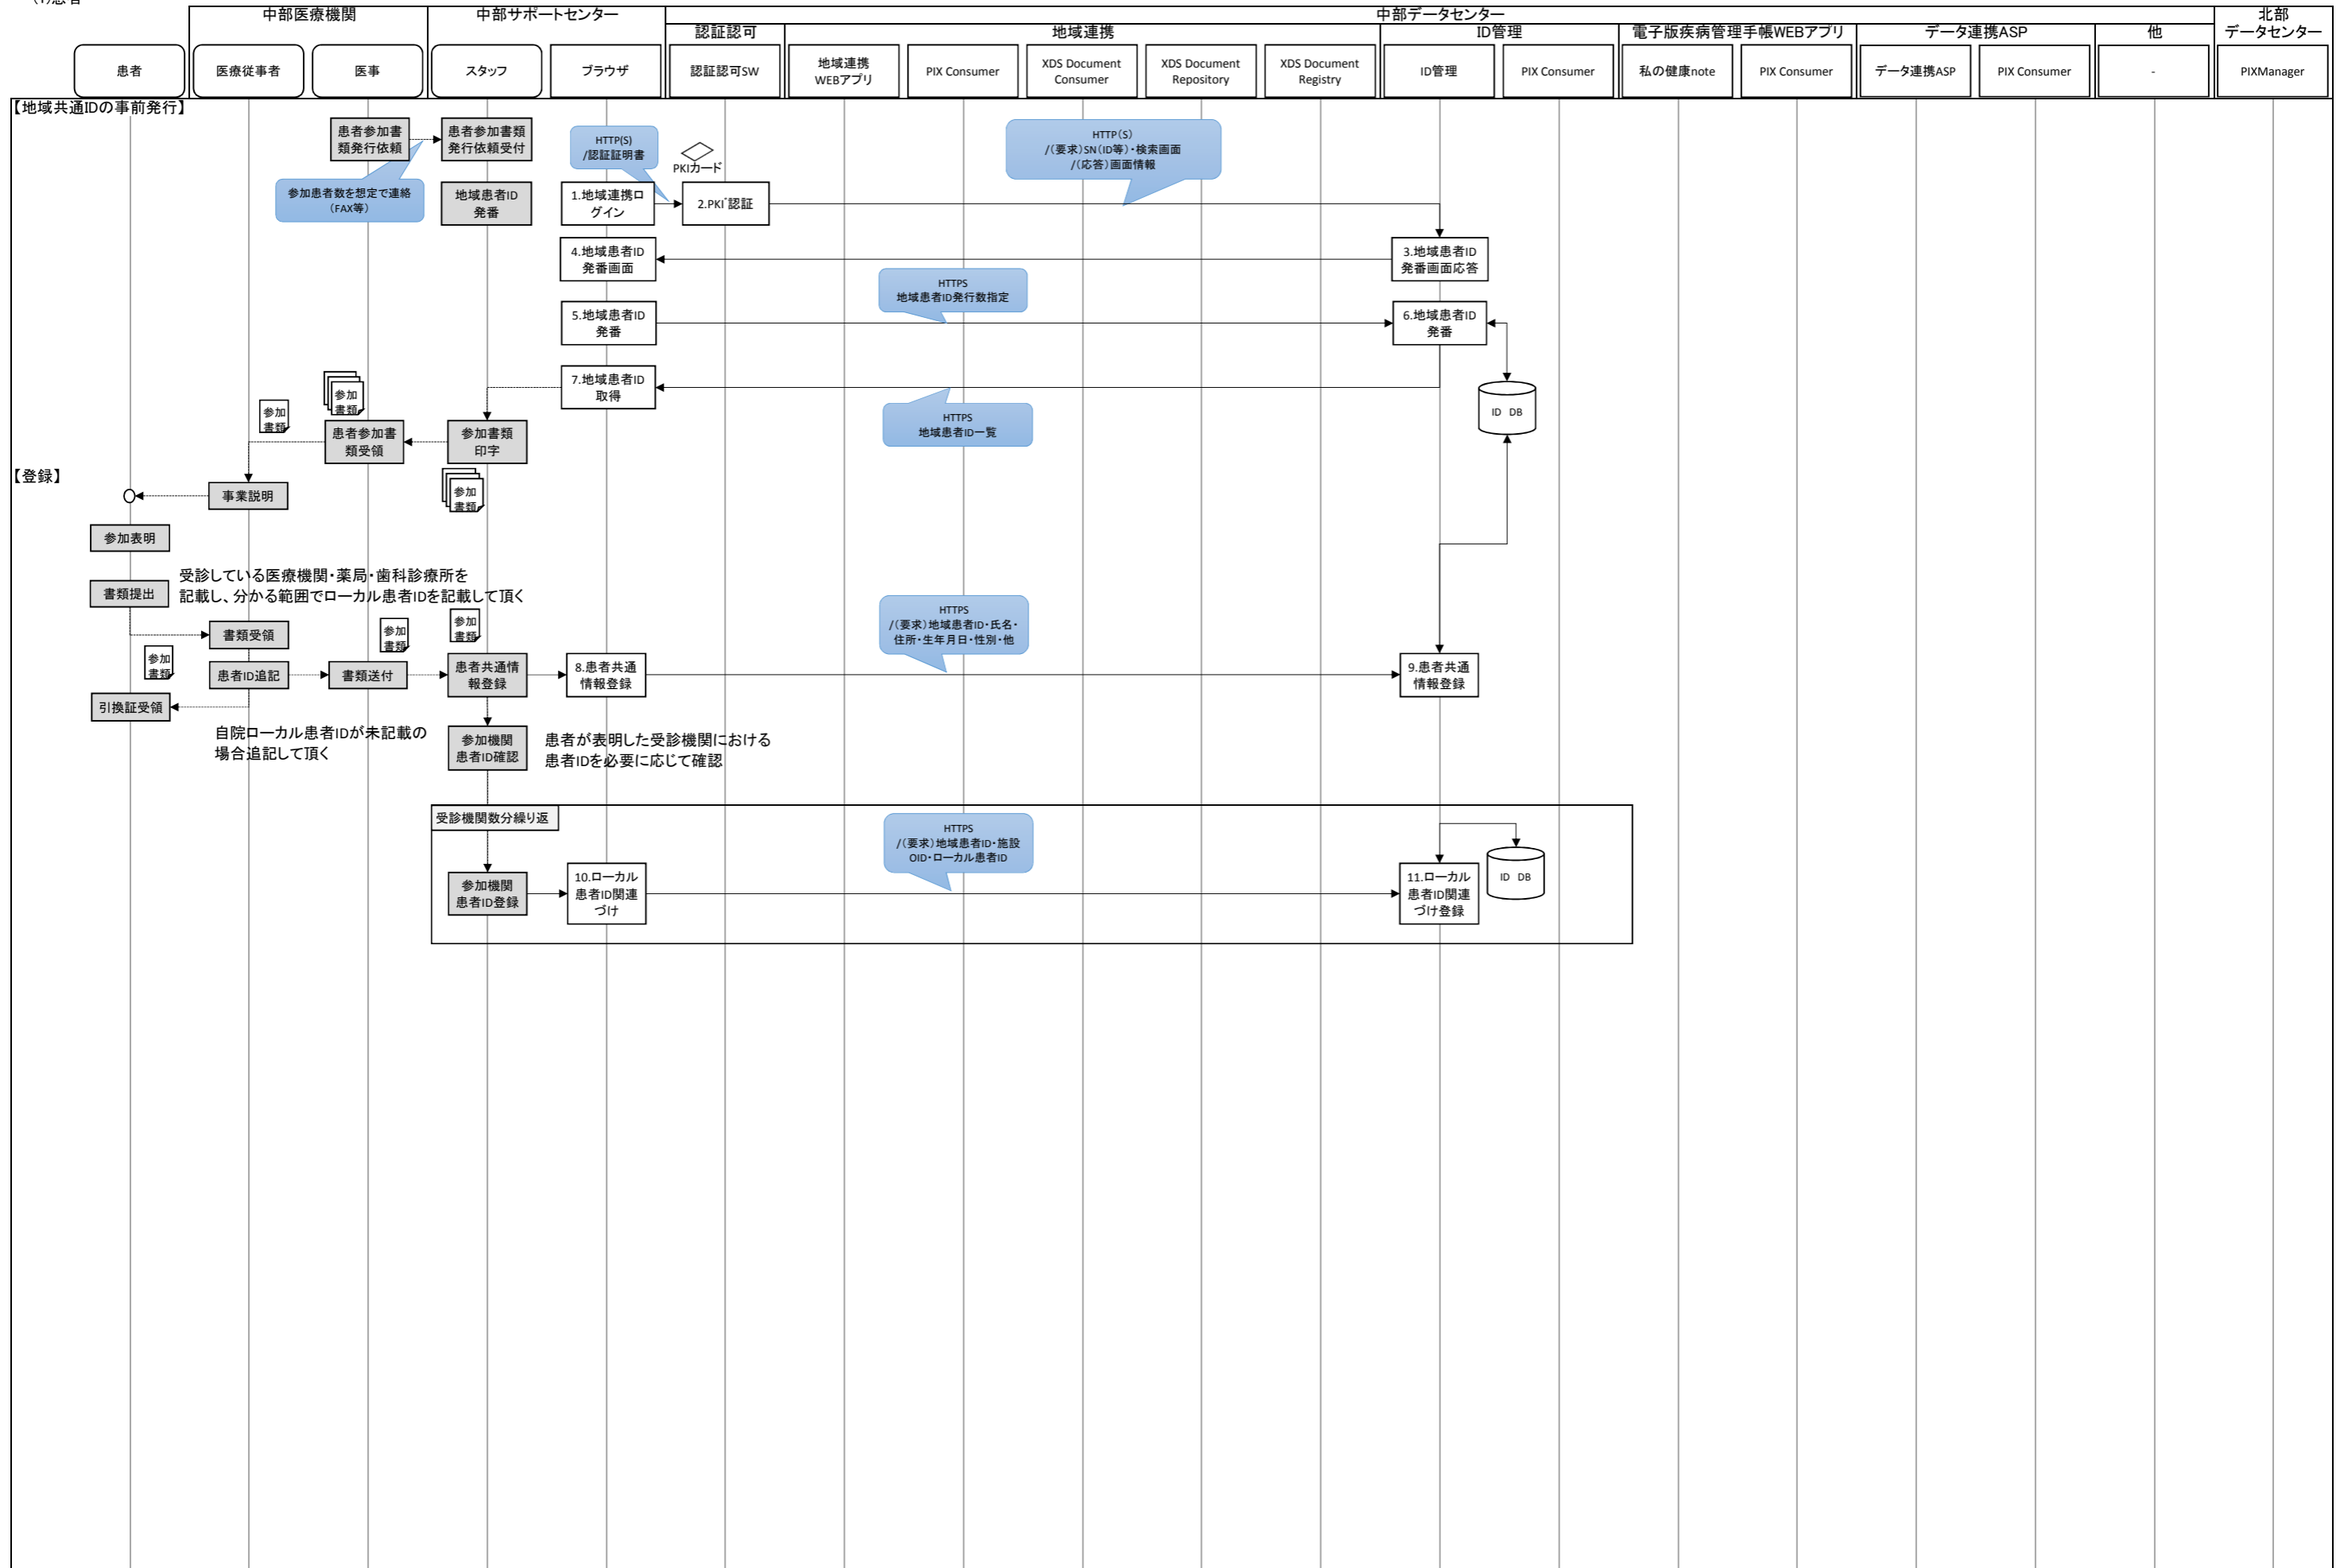 中部医療機関
中部サポートセンター
中部データセンター
北部
データセンター
認証認可
地域連携
ID管理
電子版疾病管理手帳WEBアプリ
データ連携ASP
他
患者
医療従事者
医事
スタッフ
ブラウザ
認証認可SW
地域連携
WEBアプリ
PIX Consumer
XDS Document
Consumer
XDS Document
Repository
XDS Document
Registry
ID管理
PIX Consumer
私の健康note
PIX Consumer
データ連携ASP
PIX Consumer
-
PIXManager
【地域共通IDの事前発行】
患者参加書
類発行依頼
患者参加書類
発行依頼受付
HTTP(S)
/認証証明書
PKIカード
HTTP(S)
/(要求)SN(ID等)・検索画面
/(応答)画面情報
参加患者数を想定で連絡
(FAX等)
地域患者ID
発番
1.地域連携ロ
グイン
2.PKI認証
4.地域患者ID
発番画面
3.地域患者ID
発番画面応答
HTTPS
地域患者ID発行数指定
5.地域患者ID
発番
6.地域患者ID
発番
7.地域患者ID
取得
ID DB
HTTPS
地域患者ID一覧
参加
書類
参加
書類
患者参加書
類受領
参加書類
印字
参加
書類
【登録】
事業説明
参加表明
受診している医療機関・薬局・歯科診療所を
記載し、分かる範囲でローカル患者IDを記載して頂く
書類提出
書類受領
参加
書類
参加
書類
HTTPS
/(要求)地域患者ID・氏名・
住所・生年月日・性別・他
参加
書類
患者ID追記
書類送付
患者共通情
報登録
8.患者共通
情報登録
9.患者共通
情報登録
引換証受領
自院ローカル患者IDが未記載の
場合追記して頂く
参加機関
患者ID確認
患者が表明した受診機関における
患者IDを必要に応じて確認
受診機関数分繰り返
HTTPS
/(要求)地域患者ID・施設
OID・ローカル患者ID
参加機関
患者ID登録
10.ローカル
患者ID関連
づけ
11.ローカル
患者ID関連
づけ登録
ID DB